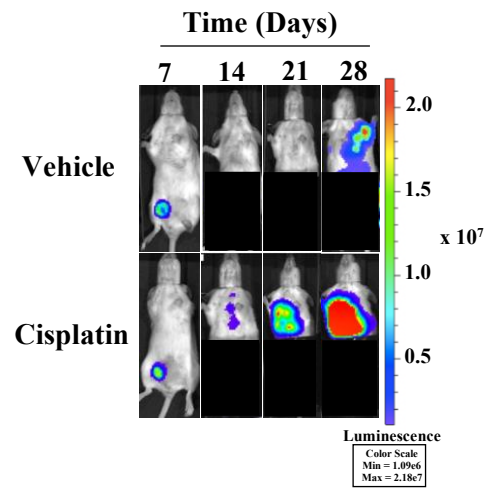 Time (Days)
7 14 21 28
Vehicle
Cisplatin
2.0
1.5
x 10⁷
1.0
0.5
Luminescence
Color Scale
Min = 1.09e6
Max = 2.18e7